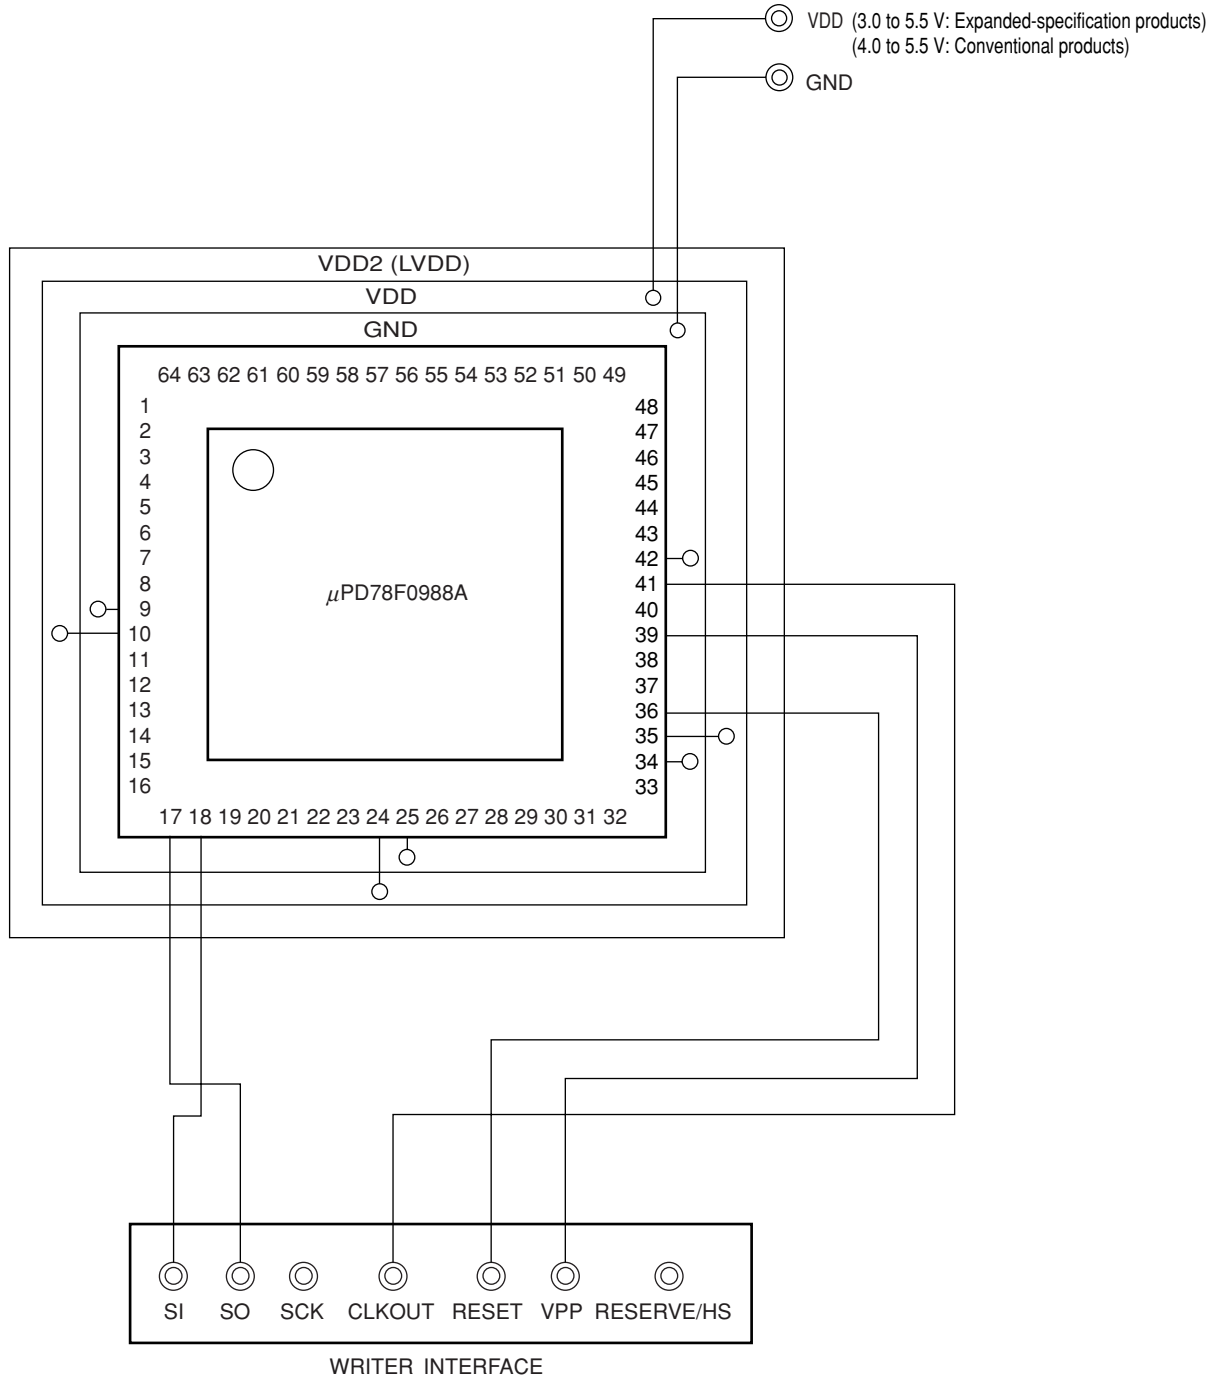 VDD (3.0 to 5.5 V: Expanded-specification products)
(4.0 to 5.5 V: Conventional products)
GND
VDD2 (LVDD)
VDD
GND
64 63 62 61 60 59 58 57 56 55 54 53 52 51 50 49
1 48
2 47
3 46
4 45
5 44
6 43
7 42
8 41
μPD78F0988A
9 40
10 39
11 38
12 37
13 36
14 35
15 34
16 33
17 18 19 20 21 22 23 24 25 26 27 28 29 30 31 32
SI SO SCK CLKOUT RESET VPP RESERVE/HS
WRITER INTERFACE